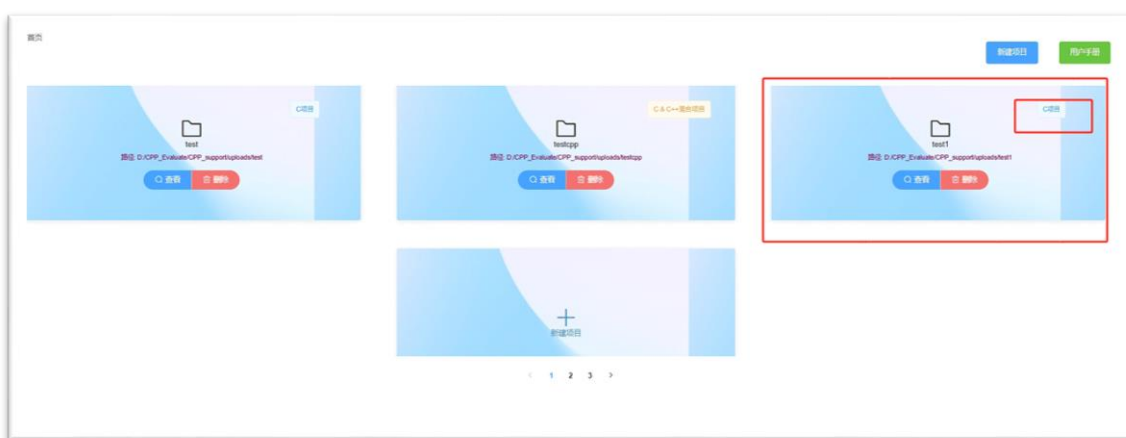 首页
新建项目 用户手册
C项目
test
路径: D:/CPP_Evaluate/CPP_support/uploads/test
查看 删除
C & C++混合项目
testcpp
路径: D:/CPP_Evaluate/CPP_support/uploads/testcpp
查看 删除
C项目
test1
路径: D:/CPP_Evaluate/CPP_support/uploads/test1
查看 删除
新建项目
< 1 2 3 >